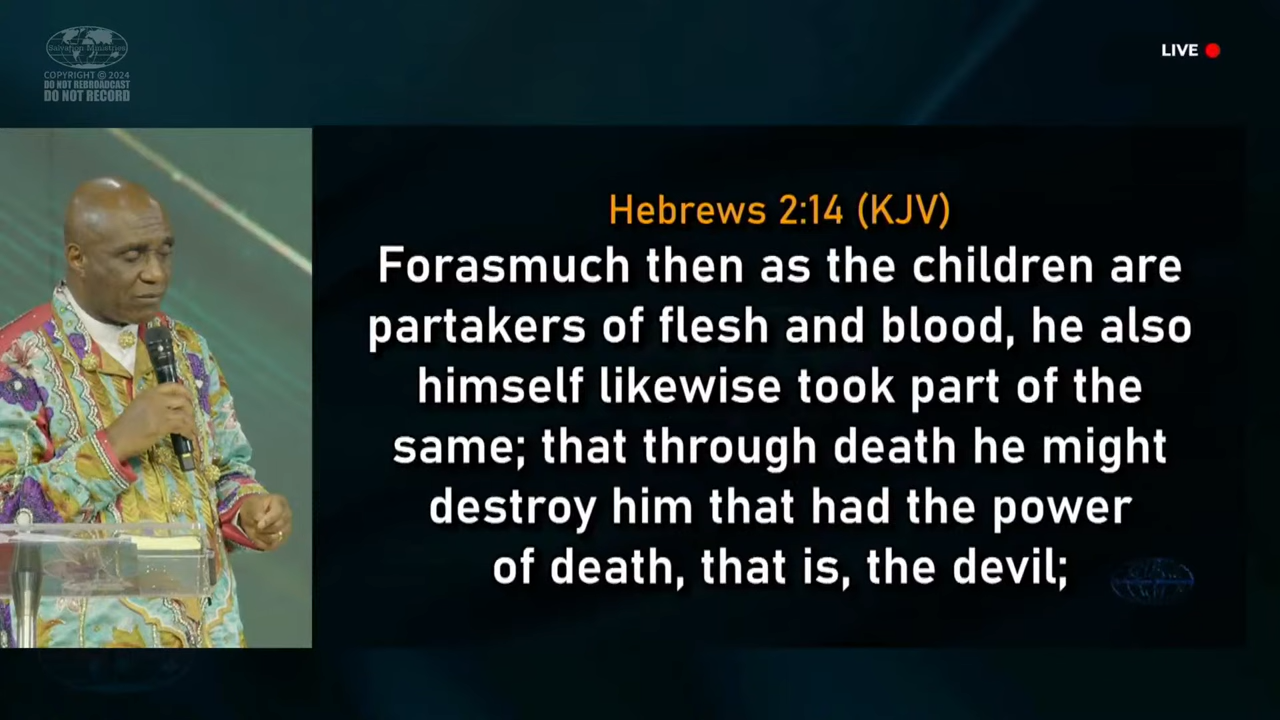 Salvation Ministries
COPYRIGHT © 2024
DO NOT REBROADCAST
DO NOT RECORD
LIVE
Hebrews 2:14 (KJV)
Forasmuch then as the children are
partakers of flesh and blood, he also
himself likewise took part of the
same; that through death he might
destroy him that had the power
of death, that is, the devil;